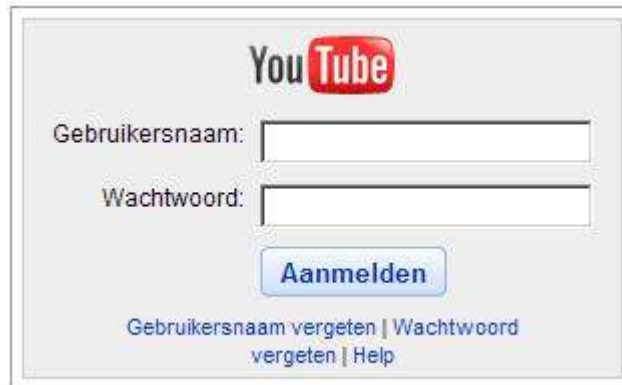 YouTube
Gebruikersnaam:
Wachtwoord:
Aanmelden
Gebruikersnaam vergeten | Wachtwoord
vergeten | Help